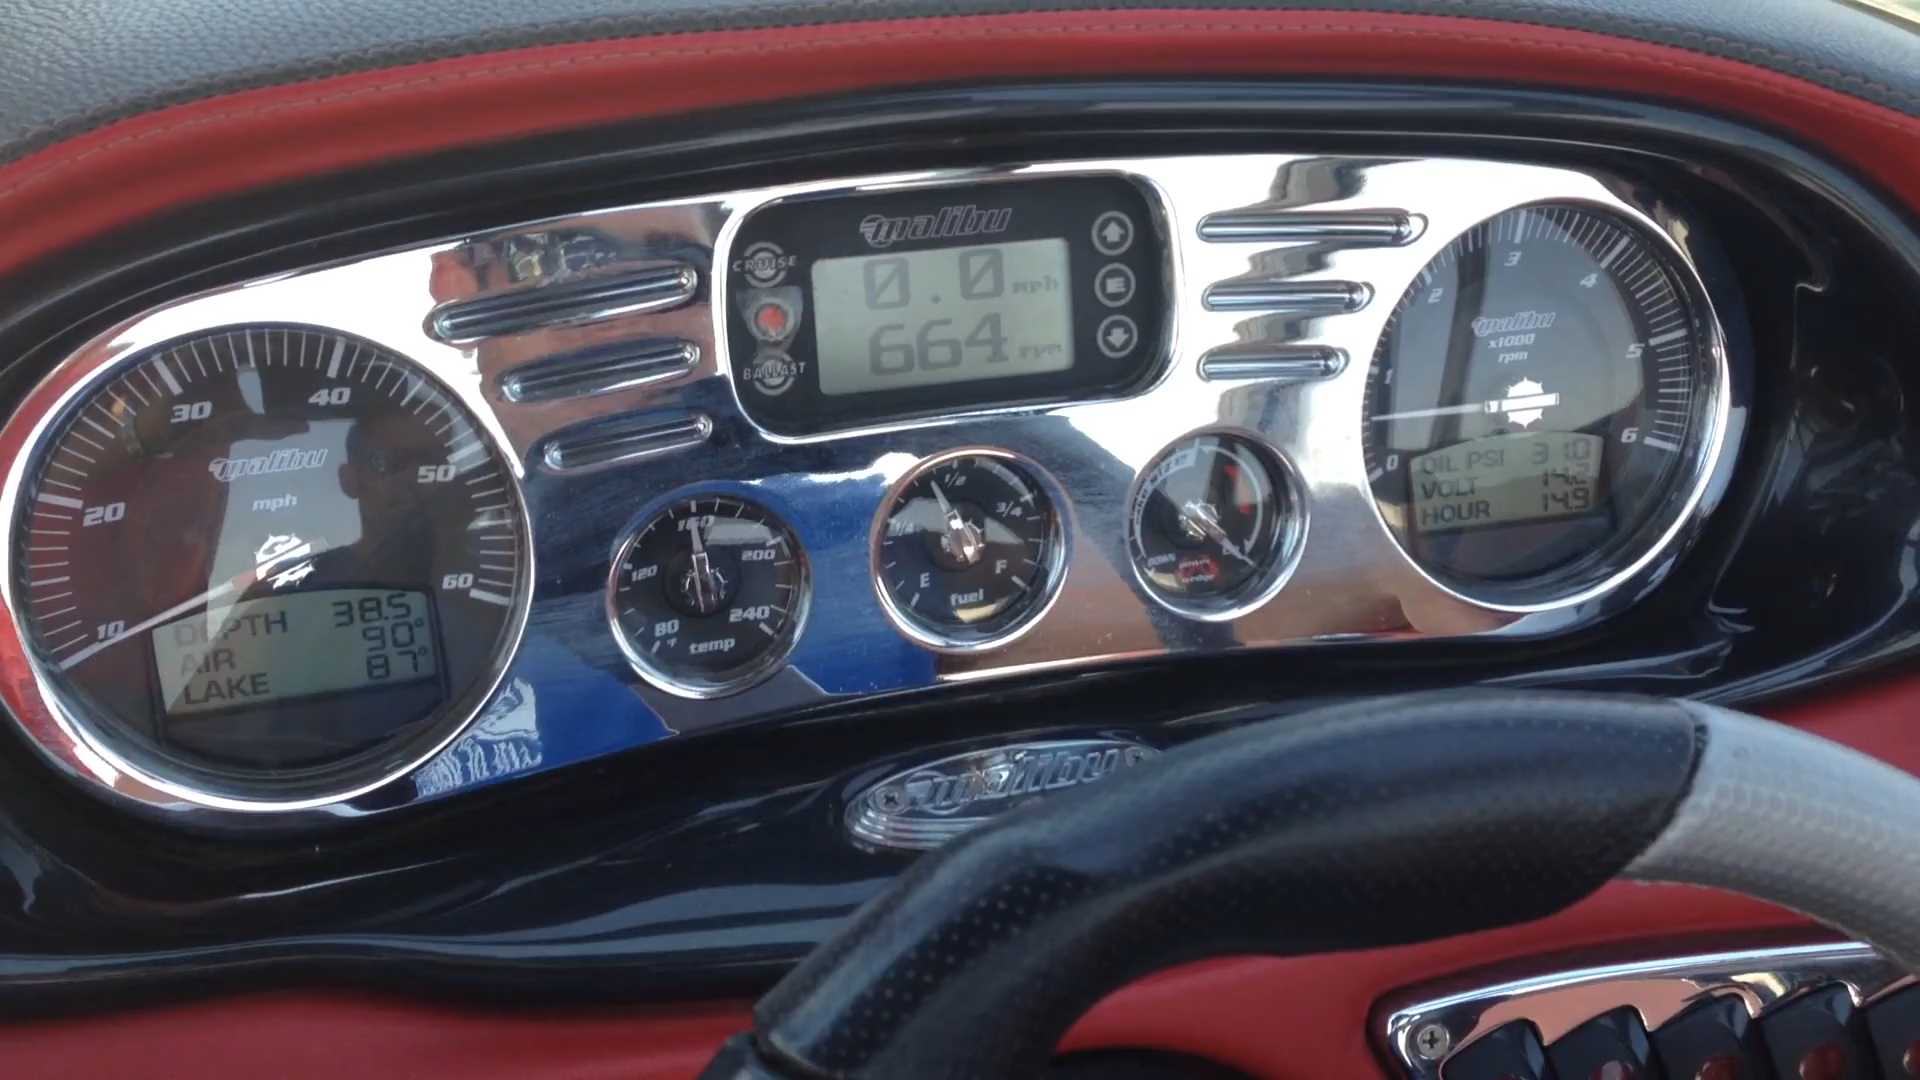 malibu
CRUISE
BALLAST
0.0 mph
664 rpm
10 20 30 40 50 60
malibu
mph
DEPTH 38.5
AIR 90°
LAKE 87°
80 120 160 200 240
°F
temp
E 1/4 1/2 3/4 F
fuel
DOWN
power
wedge
0 1 2 3 4 5 6
malibu
x1000
rpm
OIL PSI 31.0
VOLT 14.2
HOUR 14.9
malibu